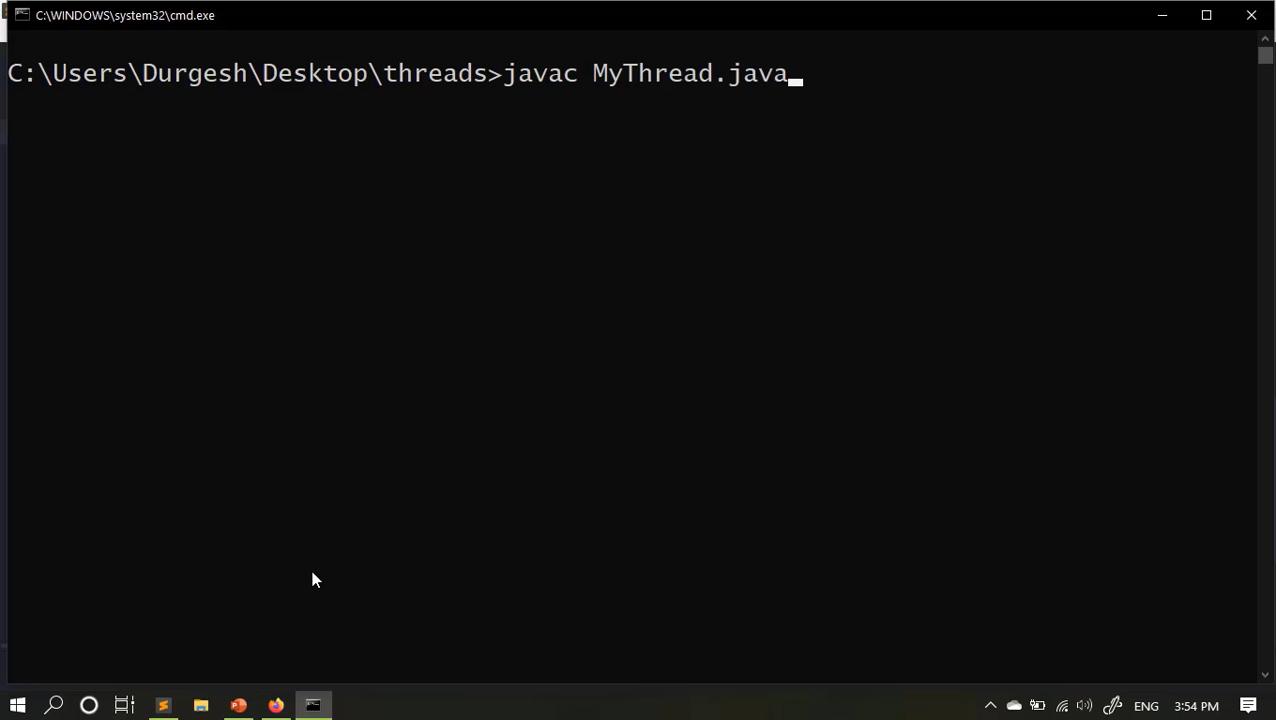 C:\WINDOWS\system32\cmd.exe
C:\Users\Durgesh\Desktop\threads>javac MyThread.java
ENG
3:54 PM